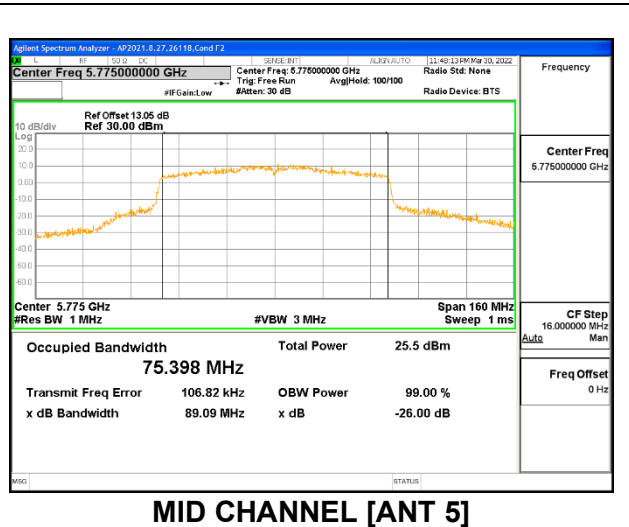 Agilent Spectrum Analyzer - AP2021.8.27,26118,Cond F2
L RF 50 Ω DC SENSE:INT ALIGN AUTO 11:48:13 PM Mar 30, 2022
Center Freq 5.775000000 GHz Center Freq: 5.775000000 GHz Radio Std: None
Trig: Free Run Avg|Hold: 100/100
#IFGain:Low #Atten: 30 dB Radio Device: BTS
Ref Offset 13.05 dB
10 dB/div Ref 30.00 dBm
Log
20.0
10.0
0.00
-10.0
-20.0
-30.0
-40.0
-50.0
-60.0
Center 5.775 GHz Span 160 MHz
#Res BW 1 MHz #VBW 3 MHz Sweep 1 ms
Occupied Bandwidth Total Power 25.5 dBm
75.398 MHz
Transmit Freq Error 106.82 kHz OBW Power 99.00 %
x dB Bandwidth 89.09 MHz x dB -26.00 dB
MSG STATUS
Frequency
Center Freq
5.775000000 GHz
CF Step
16.000000 MHz
Auto Man
Freq Offset
0 Hz
MID CHANNEL [ANT 5]